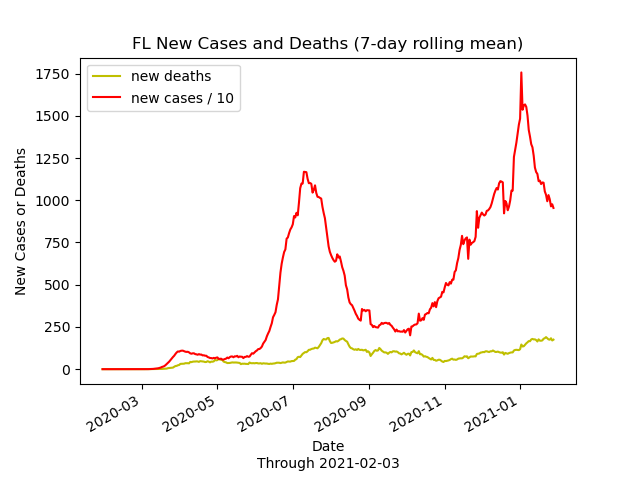 FL New Cases and Deaths (7-day rolling mean)
new deaths
new cases / 10
New Cases or Deaths
1750
1500
1250
1000
750
500
250
0
2020-03
2020-05
2020-07
2020-09
2020-11
2021-01
Date
Through 2021-02-03